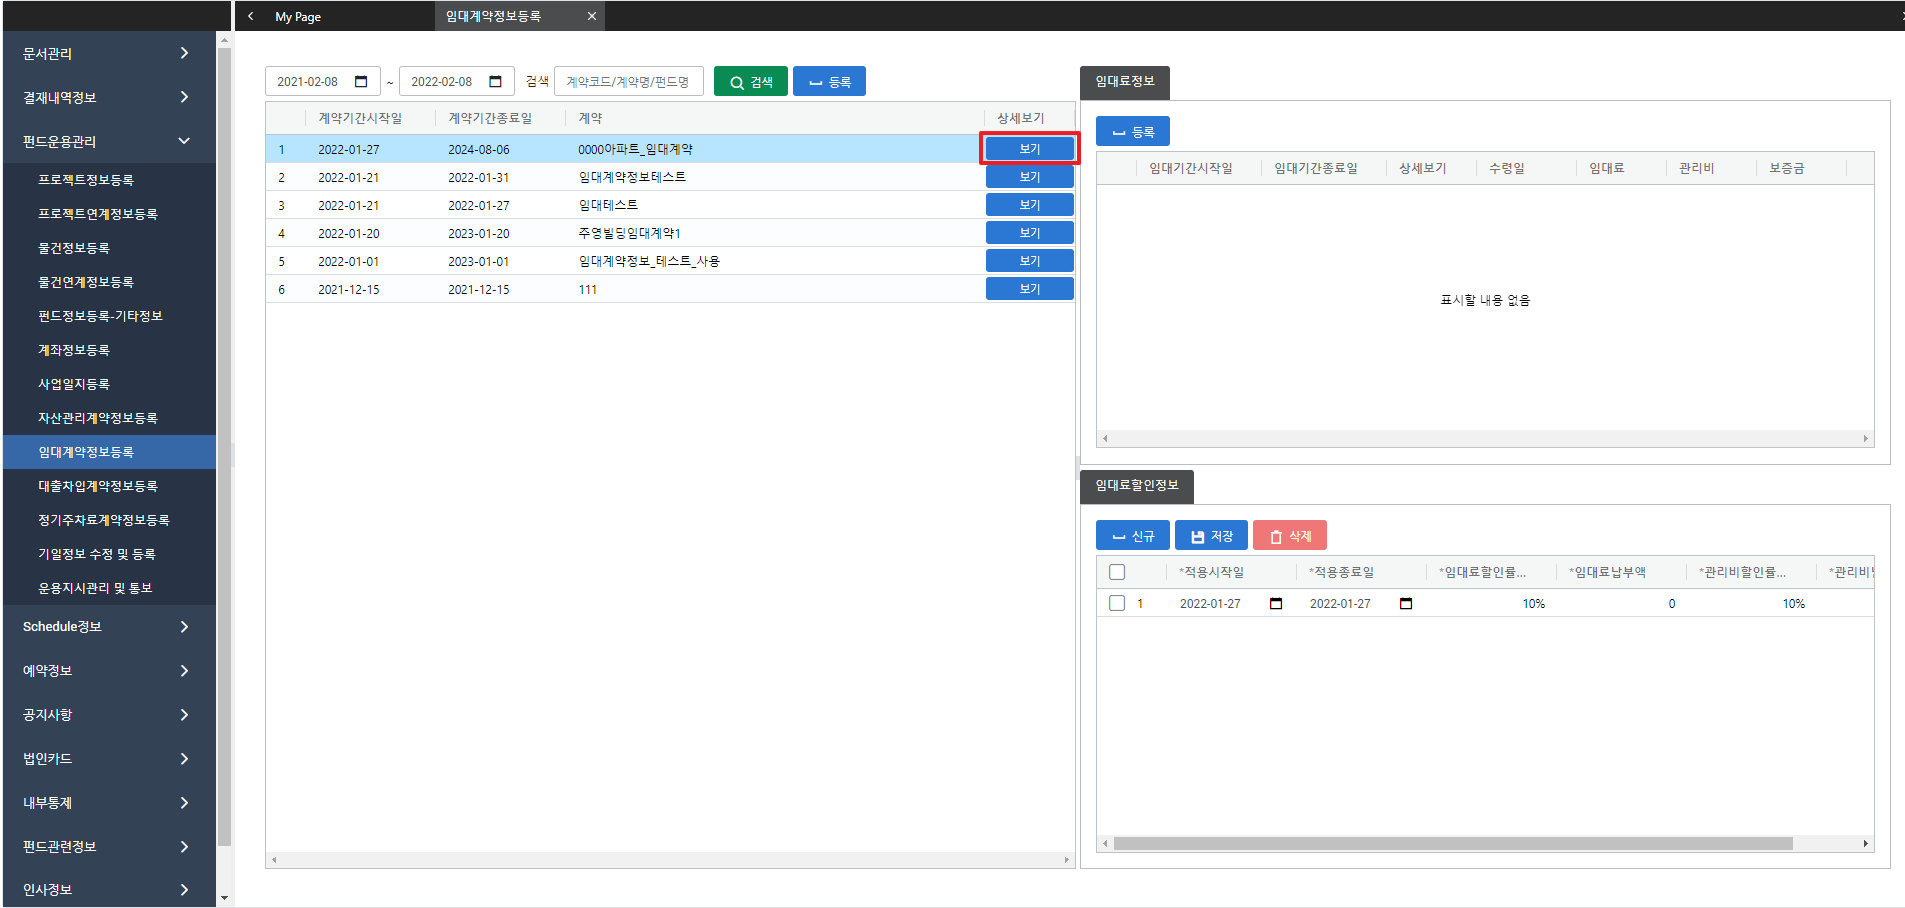 My Page
임대계약정보등록
문서관리
결재내역정보
펀드운용관리
프로젝트정보등록
프로젝트연계정보등록
물건정보등록
물건연계정보등록
펀드정보등록-기타정보
계좌정보등록
사업일지등록
자산관리계약정보등록
임대계약정보등록
대출차입계약정보등록
정기주차료계약정보등록
기일정보 수정 및 등록
운용지시관리 및 통보
Schedule정보
예약정보
공지사항
법인카드
내부통제
펀드관련정보
인사정보
2021-02-08 ~ 2022-02-08 검색 계약코드/계약명/펀드명 검색 등록
계약기간시작일 계약기간종료일 계약 상세보기
1 2022-01-27 2024-08-06 0000아파트_임대계약 보기
2 2022-01-21 2022-01-31 임대계약정보테스트 보기
3 2022-01-21 2022-01-27 임대테스트 보기
4 2022-01-20 2023-01-20 주영빌딩임대계약1 보기
5 2022-01-01 2023-01-01 임대계약정보_테스트_사용 보기
6 2021-12-15 2021-12-15 111 보기
임대료정보
등록
임대기간시작일 임대기간종료일 상세보기 수령일 임대료 관리비 보증금
표시할 내용 없음
임대료할인정보
신규 저장 삭제
*적용시작일 *적용종료일 *임대료할인률... *임대료납부액 *관리비할인률... *관리비
1 2022-01-27 2022-01-27 10% 0 10%